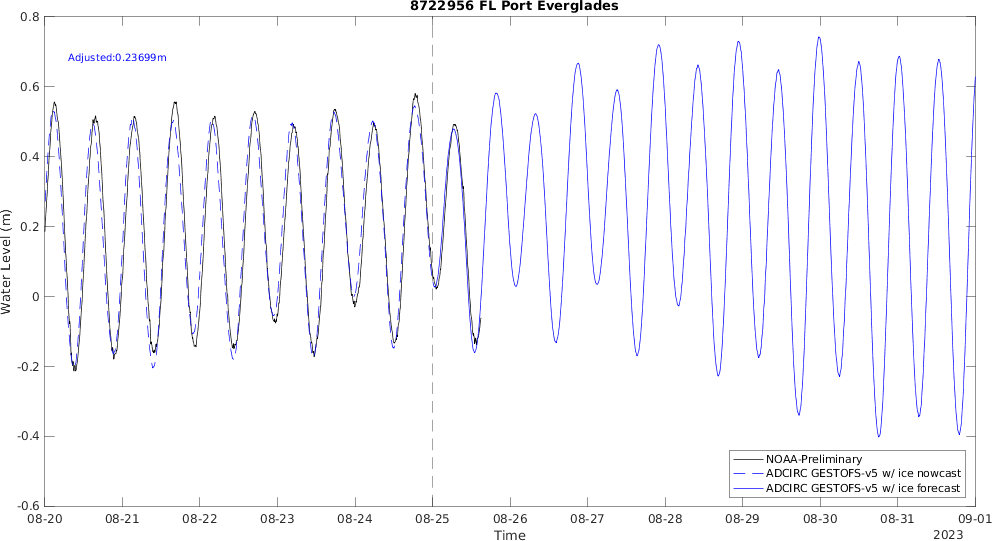 8722956 FL Port Everglades
Adjusted:0.23699m
Water Level (m)
0.8
0.6
0.4
0.2
0
-0.2
-0.4
-0.6
NOAA-Preliminary
ADCIRC GESTOFS-v5 w/ ice nowcast
ADCIRC GESTOFS-v5 w/ ice forecast
08-20 08-21 08-22 08-23 08-24 08-25 08-26 08-27 08-28 08-29 08-30 08-31 09-01
Time
2023